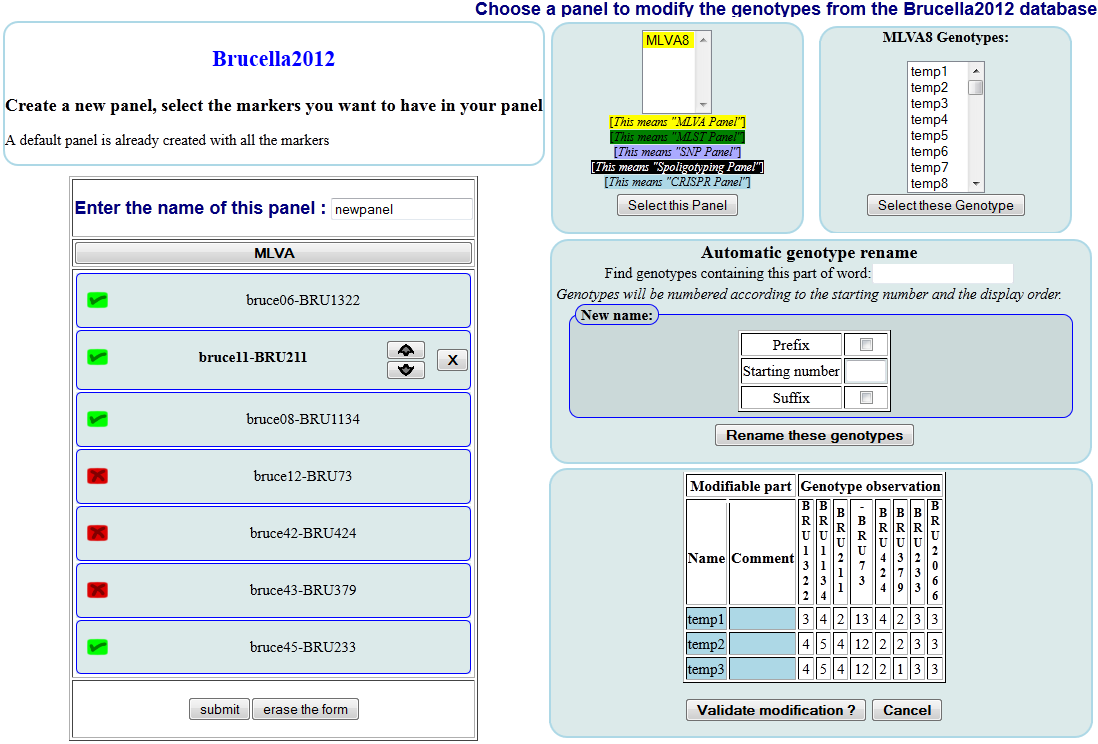 Choose a panel to modify the genotypes from the Brucella2012 database
Brucella2012
Create a new panel, select the markers you want to have in your panel
A default panel is already created with all the markers
Enter the name of this panel : newpanel
MLVA
bruce06-BRU1322
bruce11-BRU211
X
bruce08-BRU1134
bruce12-BRU73
bruce42-BRU424
bruce43-BRU379
bruce45-BRU233
submit erase the form
MLVA8
[This means "MLVA Panel"]
[This means "MLST Panel"]
[This means "SNP Panel"]
[This means "Spoligotyping Panel"]
[This means "CRISPR Panel"]
Select this Panel
MLVA8 Genotypes:
temp1
temp2
temp3
temp4
temp5
temp6
temp7
temp8
Select these Genotype
Automatic genotype rename
Find genotypes containing this part of word:
Genotypes will be numbered according to the starting number and the display order.
New name:
Prefix
Starting number
Suffix
Rename these genotypes
Modifiable part Genotype observation
Name Comment BRU1322 BRU1134 BRU211 -BRU73 BRU424 BRU379 BRU233 BRU2066
temp1 3 4 2 13 4 2 3 3
temp2 4 5 4 12 2 2 3 3
temp3 4 5 4 12 2 1 3 3
Validate modification ? Cancel